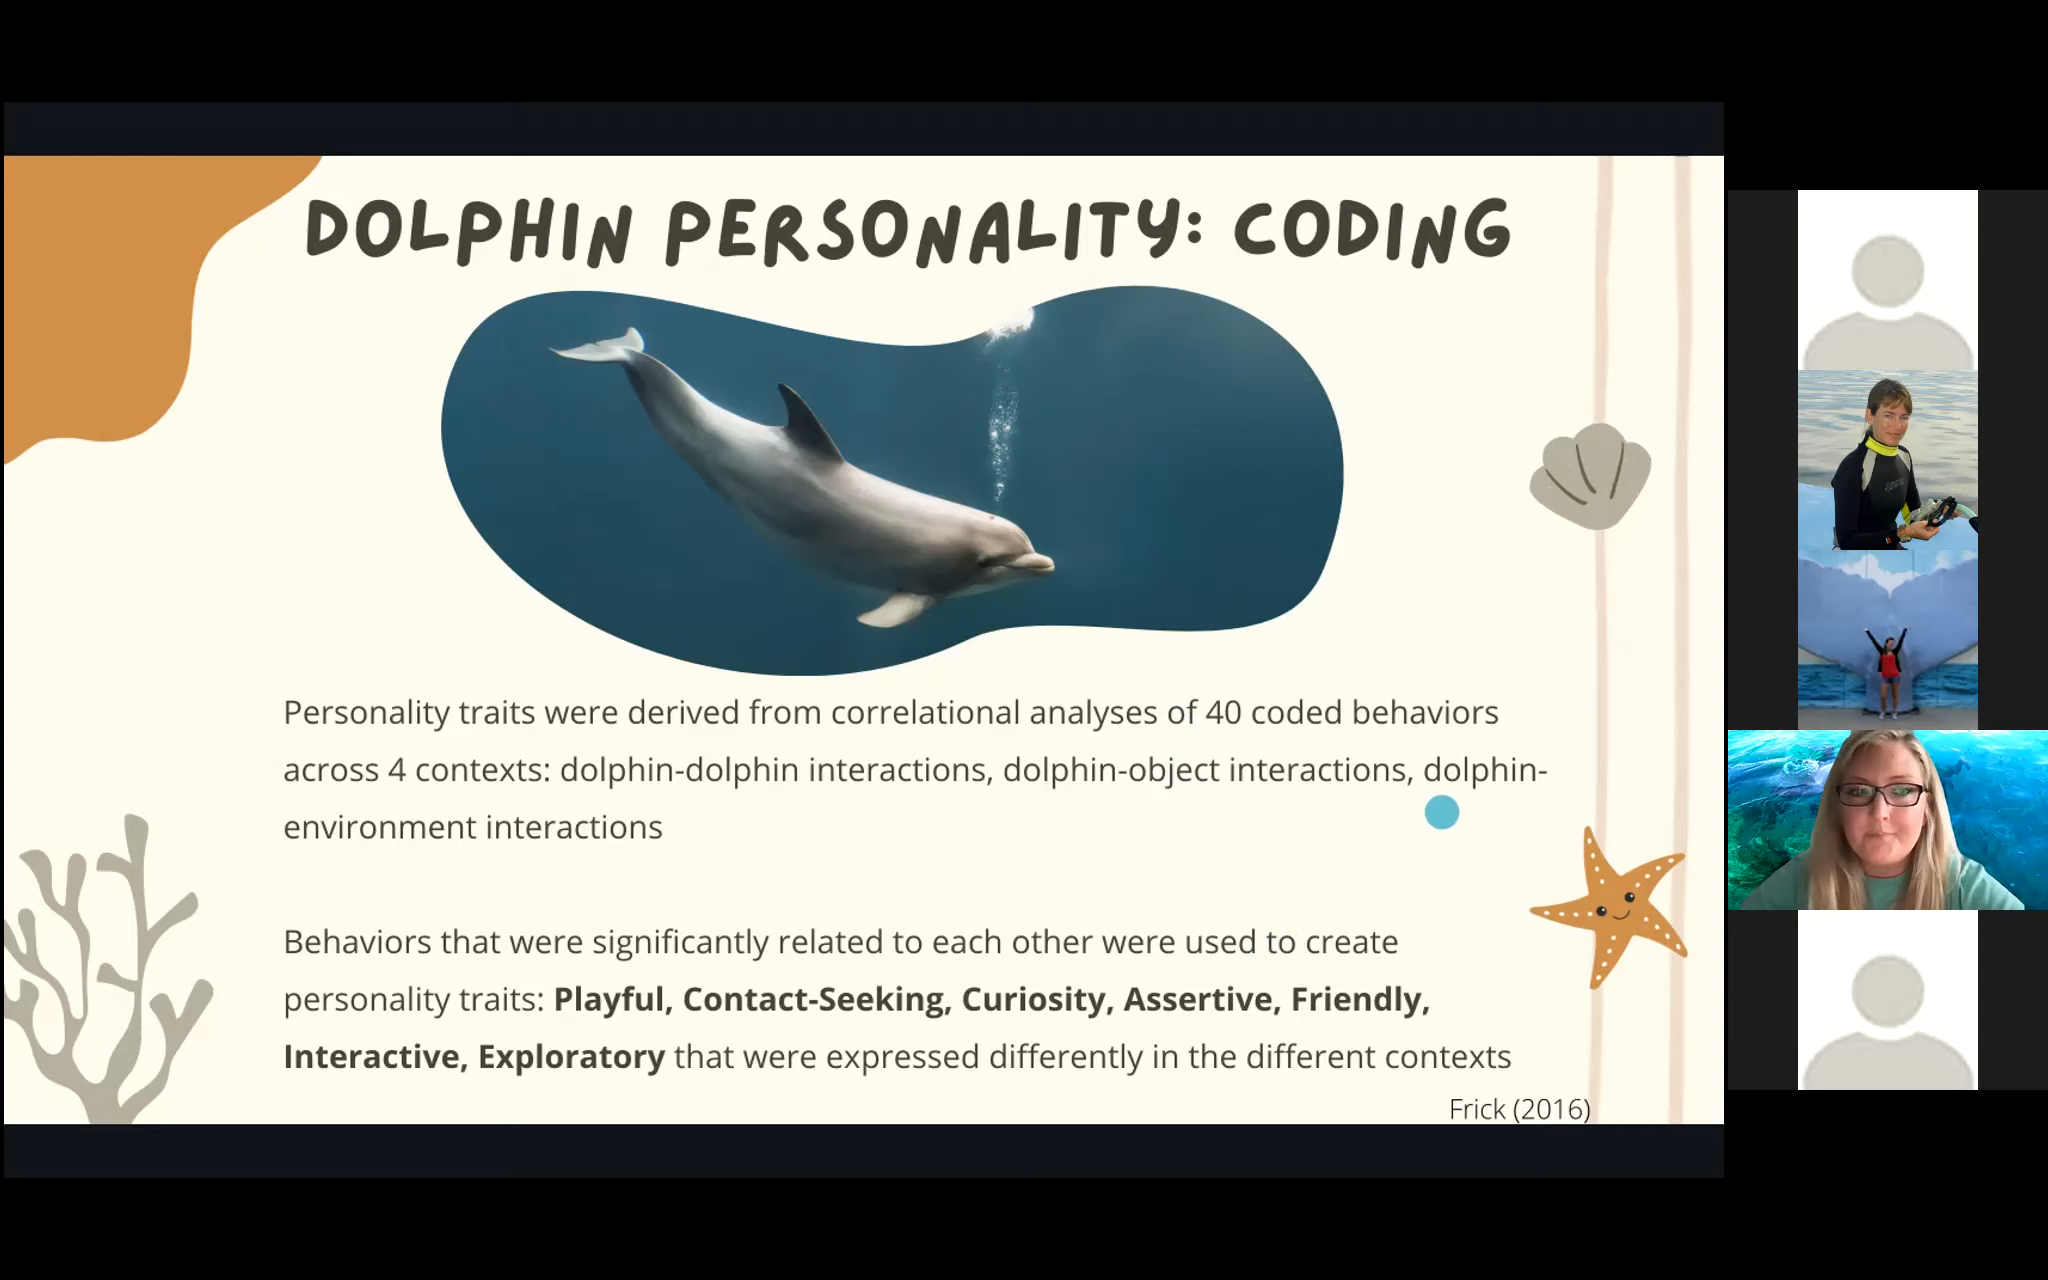 DOLPHIN PERSONALITY: CODING
Personality traits were derived from correlational analyses of 40 coded behaviors
across 4 contexts: dolphin-dolphin interactions, dolphin-object interactions, dolphin-
environment interactions
Behaviors that were significantly related to each other were used to create
personality traits: Playful, Contact-Seeking, Curiosity, Assertive, Friendly,
Interactive, Exploratory that were expressed differently in the different contexts
Frick (2016)